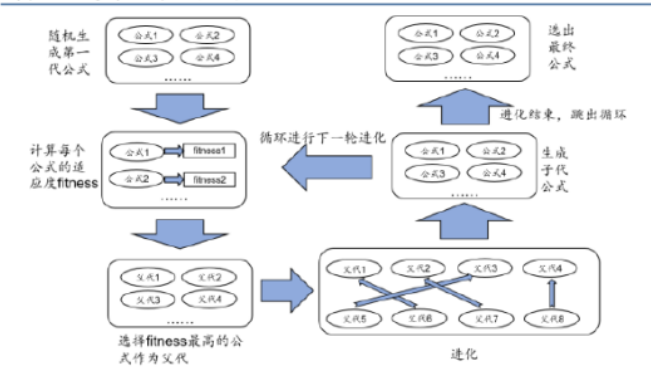 随机生
成第一
代公式
公式1 公式2
公式3 公式4
......
计算每个
公式的适
应度fitness
公式1 fitness1
公式2 fitness2
......
父代1 父代2
父代3 父代4
......
选择fitness最高的公
式作为父代
父代1 父代2 父代3 父代4
父代5 父代6 父代7 父代8
进化
公式1 公式2
公式3 公式4
......
生成
子代
公式
循环进行下一轮进化
进化结束，跳出循环
公式1 公式2
公式3 公式4
......
选出
最终
公式